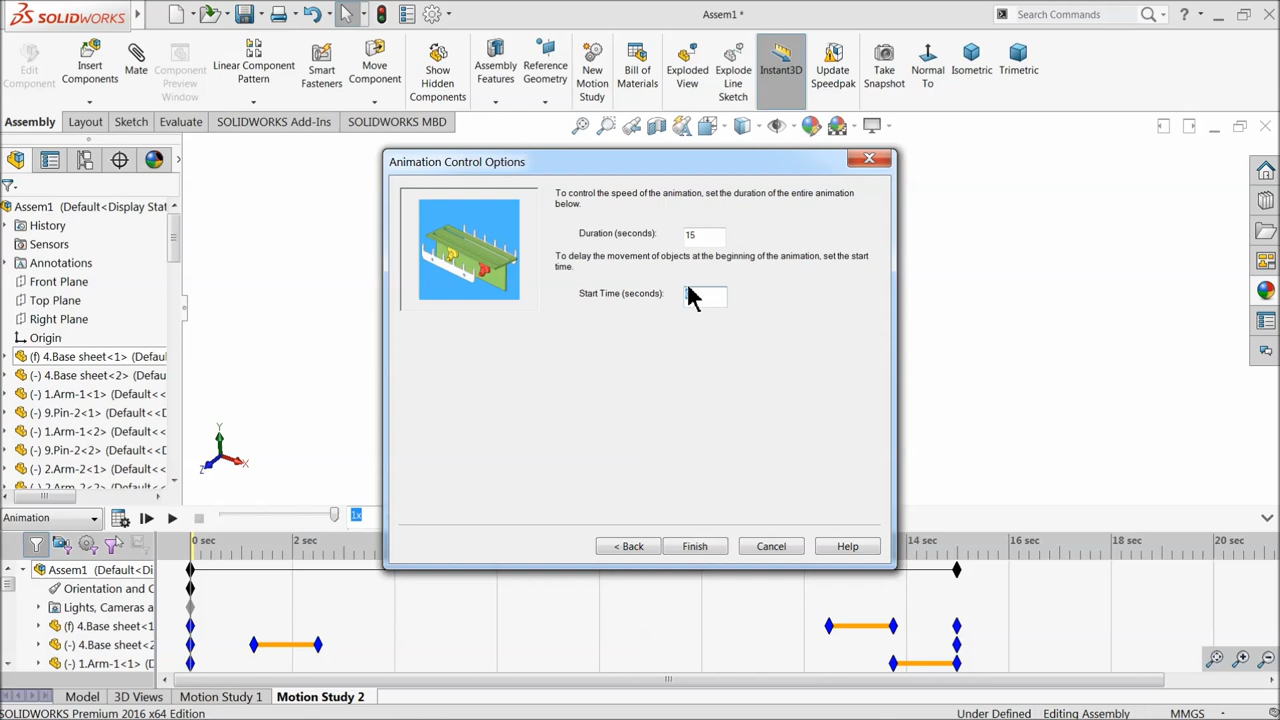 SOLIDWORKS
Assem1 *
Search Commands
Edit Component
Insert Components
Mate
Component Preview Window
Linear Component Pattern
Smart Fasteners
Move Component
Show Hidden Components
Assembly Features
Reference Geometry
New Motion Study
Bill of Materials
Exploded View
Explode Line Sketch
Instant3D
Update Speedpak
Take Snapshot
Normal To
Isometric
Trimetric
Assembly
Layout
Sketch
Evaluate
SOLIDWORKS Add-Ins
SOLIDWORKS MBD
Assem1 (Default<Display Stat
History
Sensors
Annotations
Front Plane
Top Plane
Right Plane
Origin
(f) 4.Base sheet<1> (Defau
(-) 4.Base sheet<2> (Defau
(-) 1.Arm-1<1> (Default<<
(-) 9.Pin-2<1> (Default<<D
(-) 1.Arm-1<2> (Default<<
(-) 9.Pin-2<2> (Default<<D
(-) 2.Arm-2<1> (Default<<
(-) 2.Arm-2<2> (Default<<
Y
X
Z
Animation Control Options
To control the speed of the animation, set the duration of the entire animation
below.
Duration (seconds): 15
To delay the movement of objects at the beginning of the animation, set the start
time.
Start Time (seconds):
< Back
Finish
Cancel
Help
Animation
1x
0 sec
2 sec
14 sec
16 sec
18 sec
20 sec
Assem1 (Default<Di
Orientation and C
Lights, Cameras a
(f) 4.Base sheet<1
(-) 4.Base sheet<2
(-) 1.Arm-1<1> (D
Model
3D Views
Motion Study 1
Motion Study 2
SOLIDWORKS Premium 2016 x64 Edition
Under Defined
Editing Assembly
MMGS